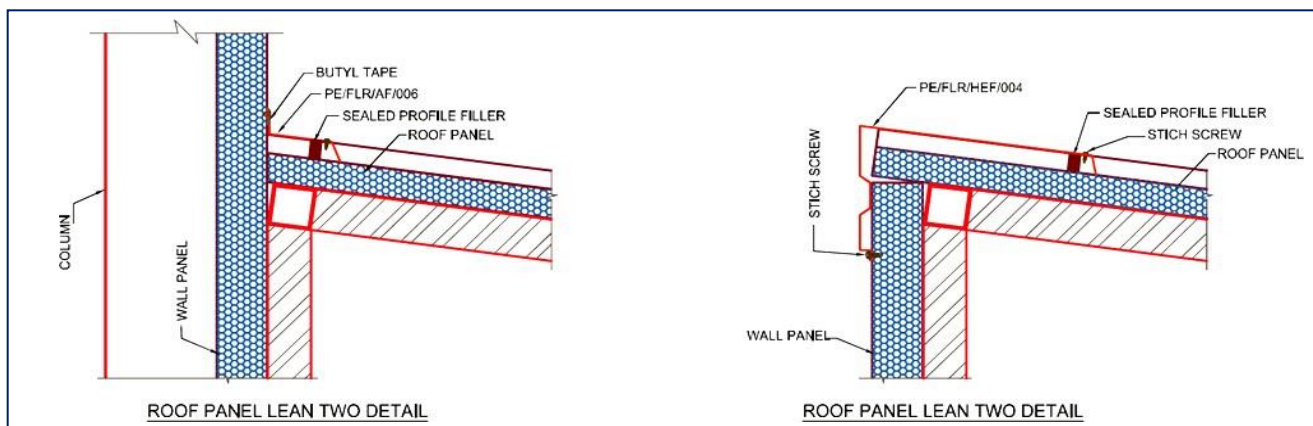 BUTYL TAPE
PE/FLR/AF/006
SEALED PROFILE FILLER
ROOF PANEL
COLUMN
WALL PANEL
ROOF PANEL LEAN TWO DETAIL
PE/FLR/HEF/004
SEALED PROFILE FILLER
STICH SCREW
ROOF PANEL
STICH SCREW
WALL PANEL
ROOF PANEL LEAN TWO DETAIL